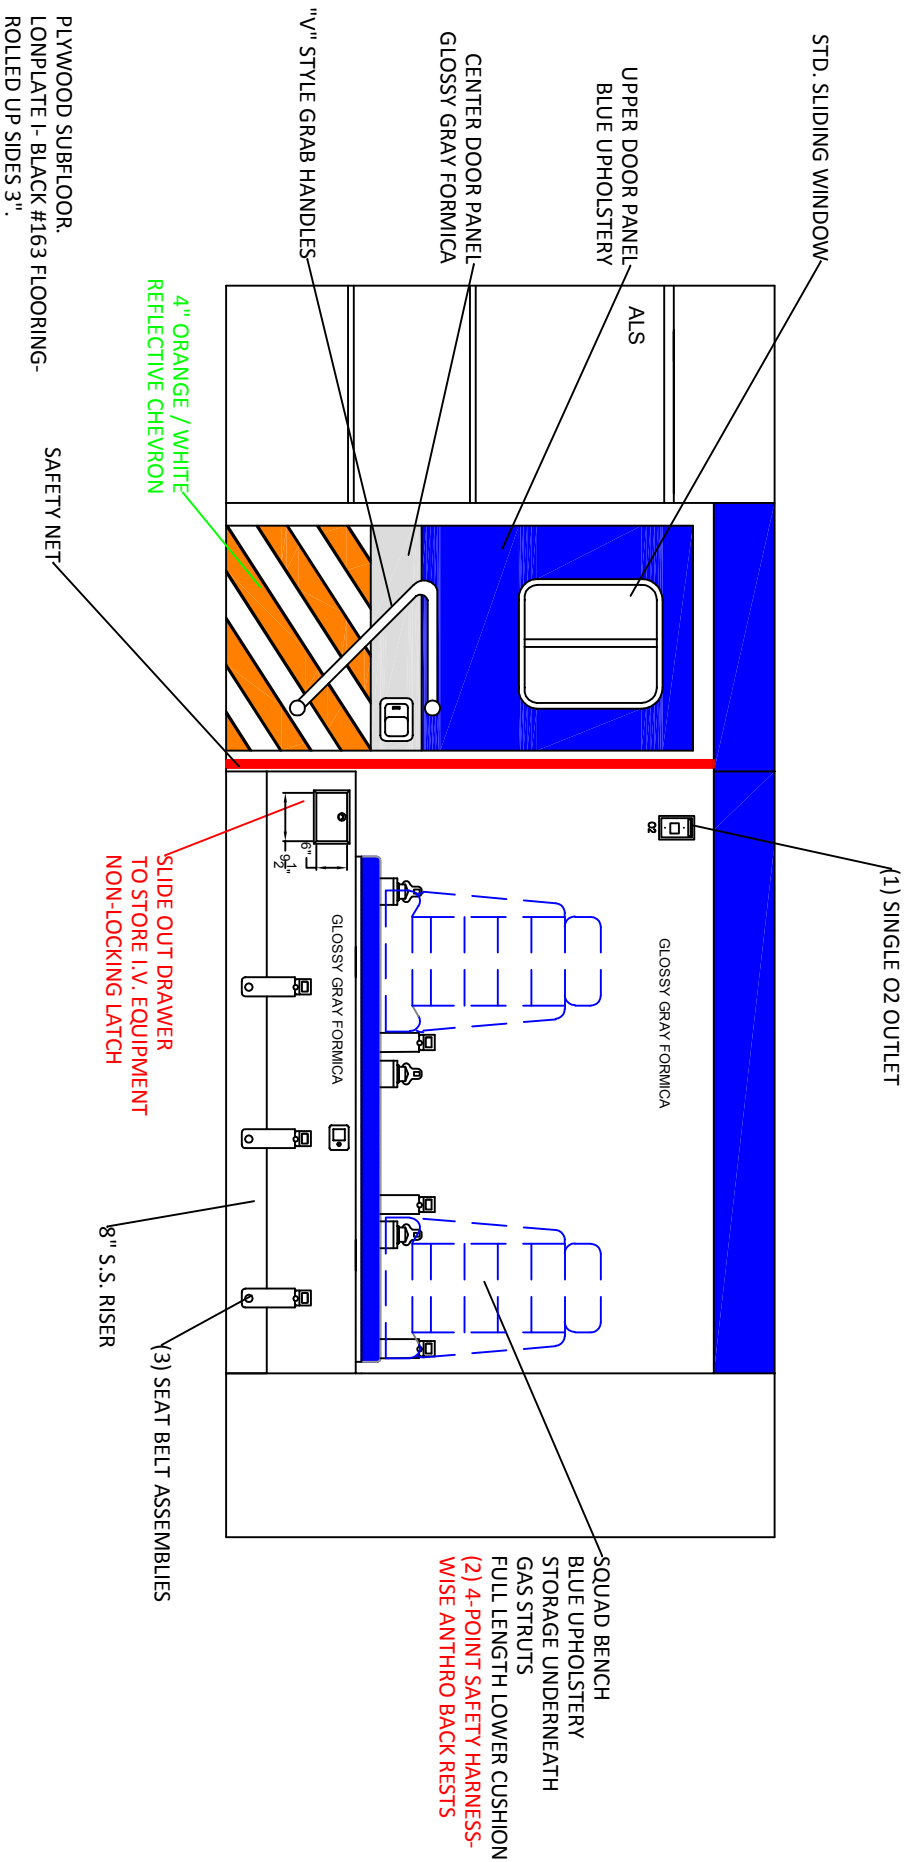 STD. SLIDING WINDOW
UPPER DOOR PANEL
BLUE UPHOLSTERY
CENTER DOOR PANEL
GLOSSY GRAY FORMICA
"V" STYLE GRAB HANDLES
PLYWOOD SUBFLOOR.
LONPLATE I- BLACK #163 FLOORING-
ROLLED UP SIDES 3".
4" ORANGE / WHITE
REFLECTIVE CHEVRON
SAFETY NET
ALS
(1) SINGLE O2 OUTLET
O2
GLOSSY GRAY FORMICA
GLOSSY GRAY FORMICA
6"
9 1/2"
SLIDE OUT DRAWER
TO STORE I.V. EQUIPMENT
NON-LOCKING LATCH
8" S.S. RISER
(3) SEAT BELT ASSEMBLIES
SQUAD BENCH
BLUE UPHOLSTERY
STORAGE UNDERNEATH
GAS STRUTS
FULL LENGTH LOWER CUSHION
(2) 4-POINT SAFETY HARNESS-
WISE ANTHRO BACK RESTS